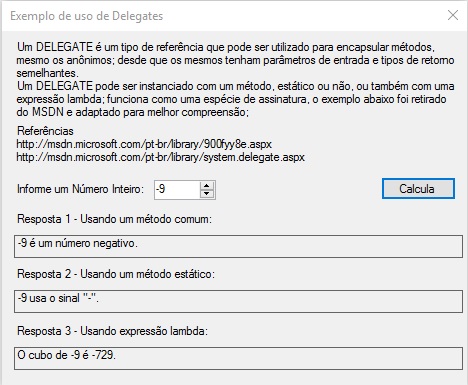 Exemplo de uso de Delegates
Um DELEGATE é um tipo de referência que pode ser utilizado para encapsular métodos,
mesmo os anônimos; desde que os mesmos tenham parâmetros de entrada e tipos de retorno
semelhantes.
Um DELEGATE pode ser instanciado com um método, estático ou não, ou também com uma
expressão lambda; funciona como uma espécie de assinatura, o exemplo abaixo foi retirado
do MSDN e adaptado para melhor compreensão;
Referências
http://msdn.microsoft.com/pt-br/library/900fyy8e.aspx
http://msdn.microsoft.com/pt-br/library/system.delegate.aspx
Informe um Número Inteiro: -9 Calcula
Resposta 1 - Usando um método comum:
-9 é um número negativo.
Resposta 2 - Usando um método estático:
-9 usa o sinal "-".
Resposta 3 - Usando expressão lambda:
O cubo de -9 é -729.